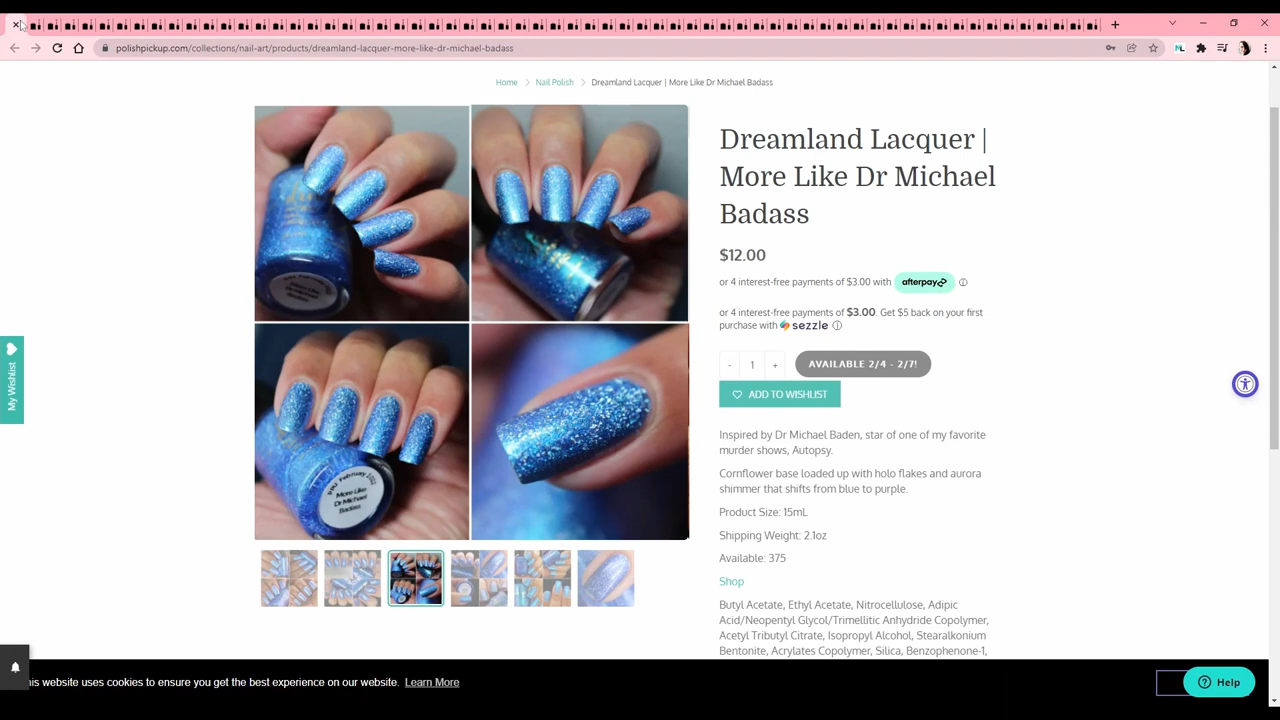 polishpickup.com/collections/nail-art/products/dreamland-lacquer-more-like-dr-michael-badass
Home > Nail Polish > Dreamland Lacquer | More Like Dr Michael Badass
Dreamland Lacquer |
More Like Dr Michael
Badass
$12.00
or 4 interest-free payments of $3.00 with afterpay
or 4 interest-free payments of $3.00. Get $5 back on your first
purchase with sezzle
- 1 + AVAILABLE 2/4 - 2/7!
ADD TO WISHLIST
My Wishlist
Inspired by Dr Michael Baden, star of one of my favorite
murder shows, Autopsy.
Cornflower base loaded up with holo flakes and aurora
shimmer that shifts from blue to purple.
Product Size: 15mL
Shipping Weight: 2.1oz
Available: 375
Shop
Butyl Acetate, Ethyl Acetate, Nitrocellulose, Adipic
Acid/Neopentyl Glycol/Trimellitic Anhydride Copolymer,
Acetyl Tributyl Citrate, Isopropyl Alcohol, Stearalkonium
Bentonite, Acrylates Copolymer, Silica, Benzophenone-1,
More Like
Dr Michael
Badass
his website uses cookies to ensure you get the best experience on our website. Learn More
Help